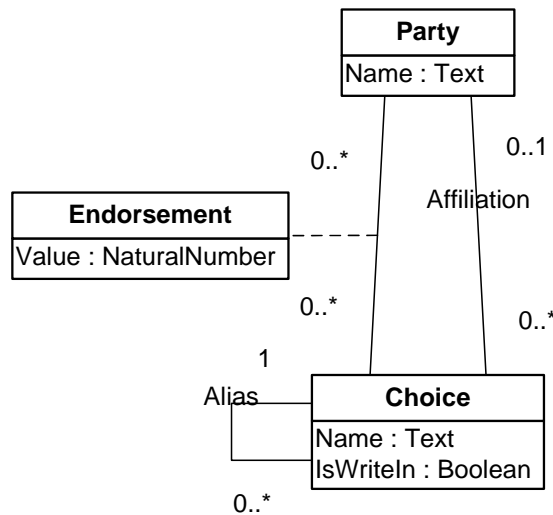 Party
Name : Text
0..*
0..1
Affiliation
Endorsement
Value : NaturalNumber
0..*
0..*
1
Alias
Choice
Name : Text
IsWriteIn : Boolean
0..*